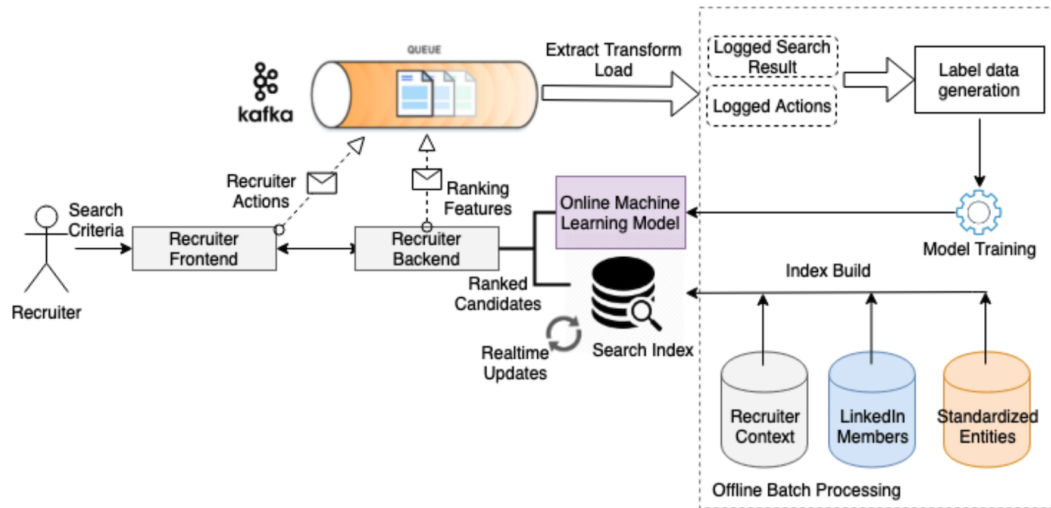 QUEUE
kafka
Extract Transform
Load
Logged Search
Result
Logged Actions
Label data
generation
Recruiter
Actions
Ranking
Features
Search
Criteria
Recruiter
Frontend
Recruiter
Backend
Online Machine
Learning Model
Model Training
Recruiter
Ranked
Candidates
Index Build
Search Index
Realtime
Updates
Recruiter
Context
LinkedIn
Members
Standardized
Entities
Offline Batch Processing